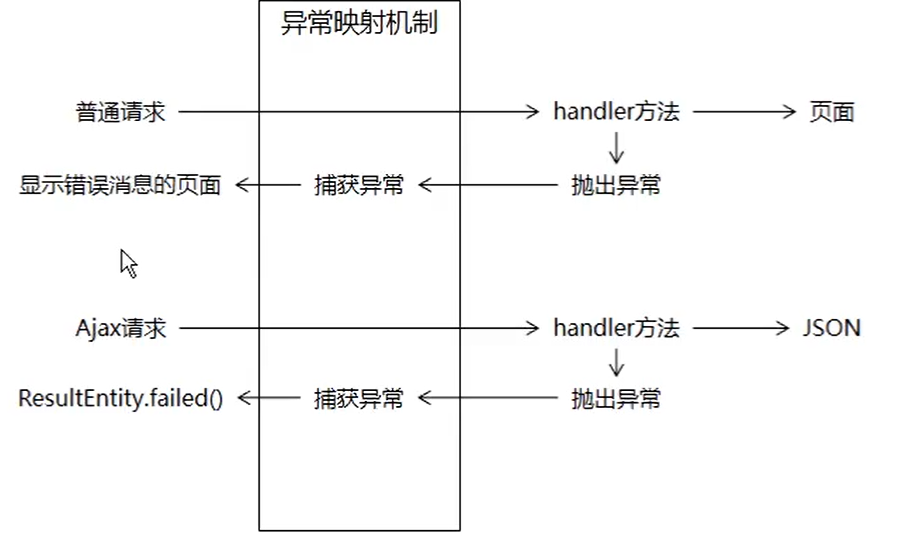 异常映射机制
普通请求 handler方法 页面
显示错误消息的页面 捕获异常 抛出异常
Ajax请求 handler方法 JSON
ResultEntity.failed() 捕获异常 抛出异常